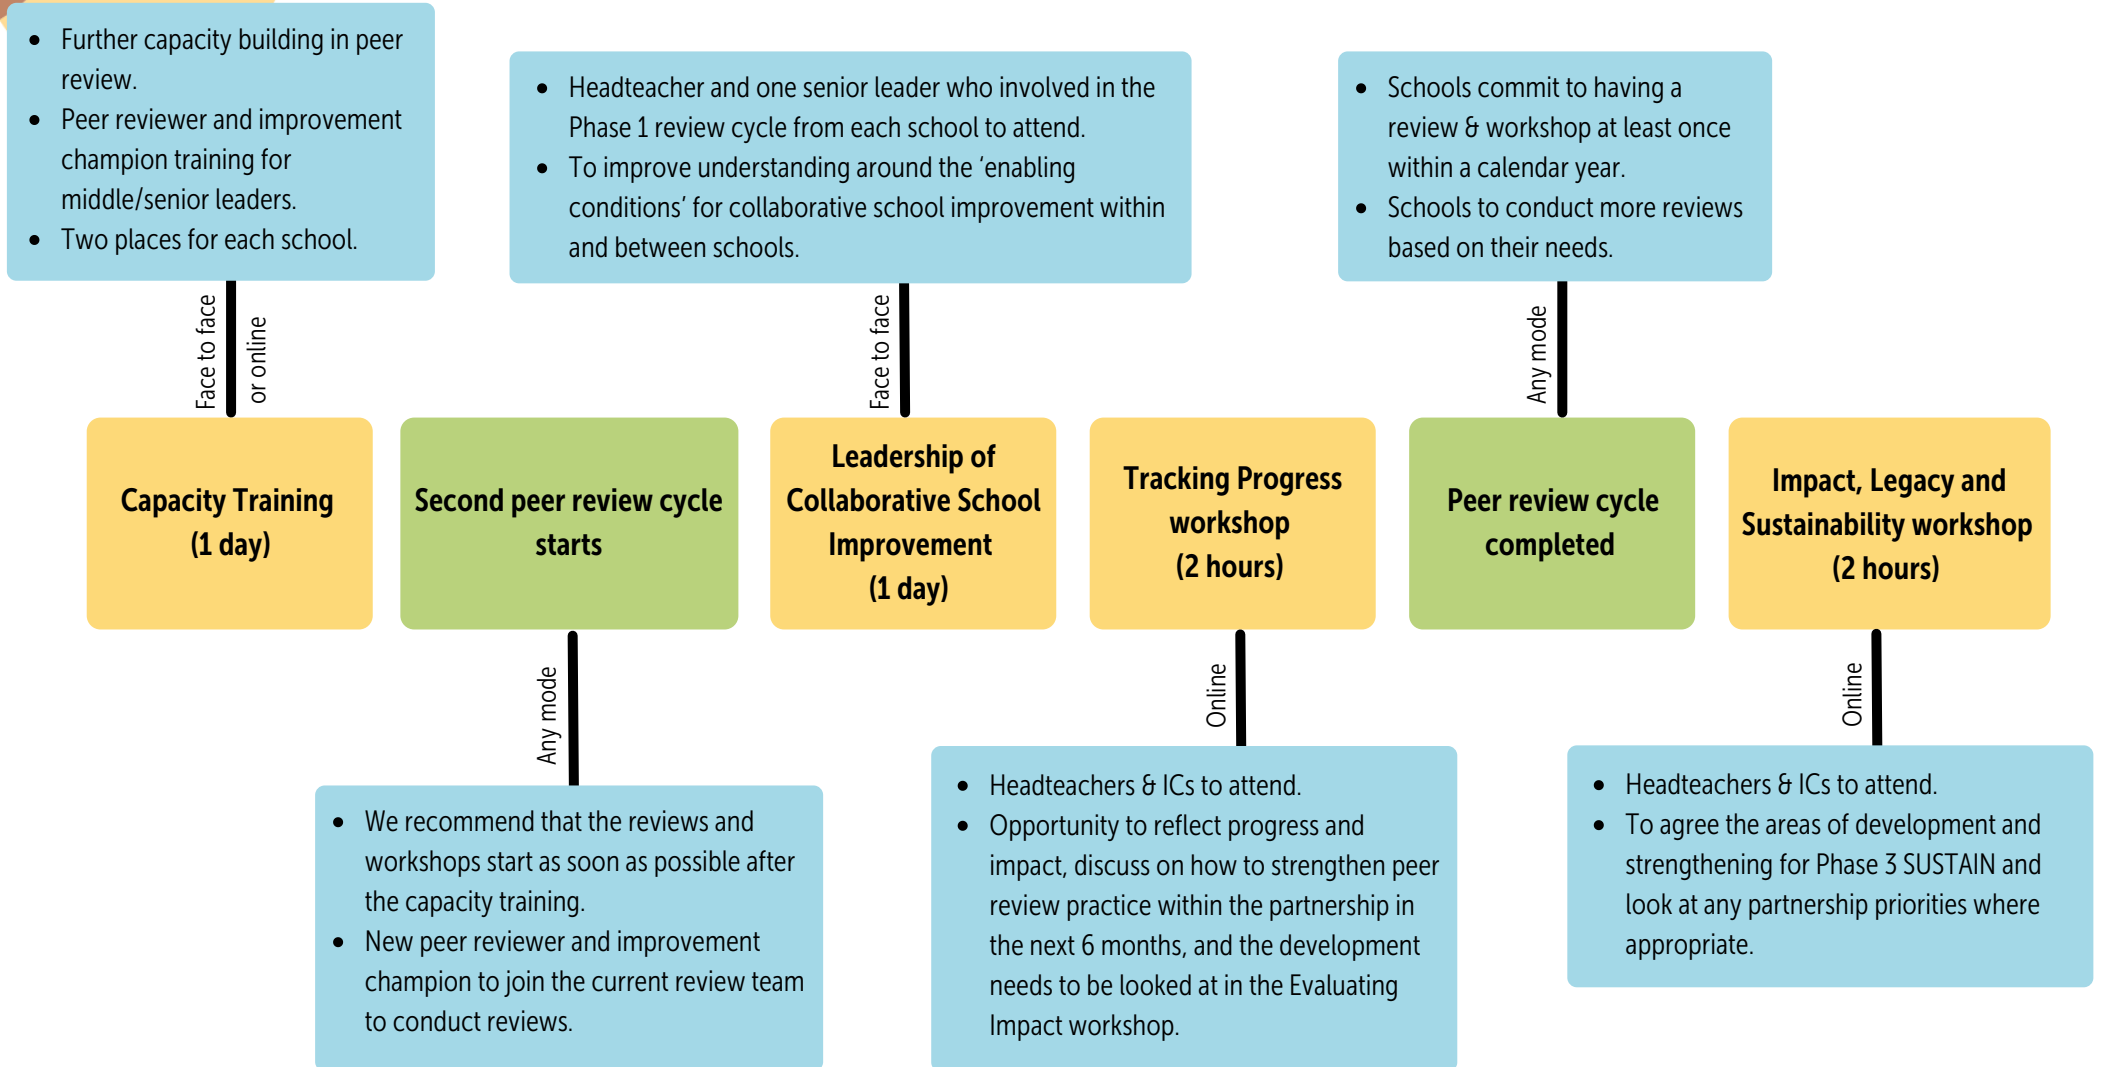 • Further capacity building in peer
review.
• Peer reviewer and improvement
champion training for
middle/senior leaders.
• Two places for each school.
Face to face
or online
Capacity Training
(1 day)
Second peer review cycle
starts
Any mode
• We recommend that the reviews and
workshops start as soon as possible after
the capacity training.
• New peer reviewer and improvement
champion to join the current review team
to conduct reviews.
• Headteacher and one senior leader who involved in the
Phase 1 review cycle from each school to attend.
• To improve understanding around the ‘enabling
conditions’ for collaborative school improvement within
and between schools.
Face to face
Leadership of
Collaborative School
Improvement
(1 day)
Tracking Progress
workshop
(2 hours)
Online
• Headteachers & ICs to attend.
• Opportunity to reflect progress and
impact, discuss on how to strengthen peer
review practice within the partnership in
the next 6 months, and the development
needs to be looked at in the Evaluating
Impact workshop.
• Schools commit to having a
review & workshop at least once
within a calendar year.
• Schools to conduct more reviews
based on their needs.
Any mode
Peer review cycle
completed
Impact, Legacy and
Sustainability workshop
(2 hours)
Online
• Headteachers & ICs to attend.
• To agree the areas of development and
strengthening for Phase 3 SUSTAIN and
look at any partnership priorities where
appropriate.